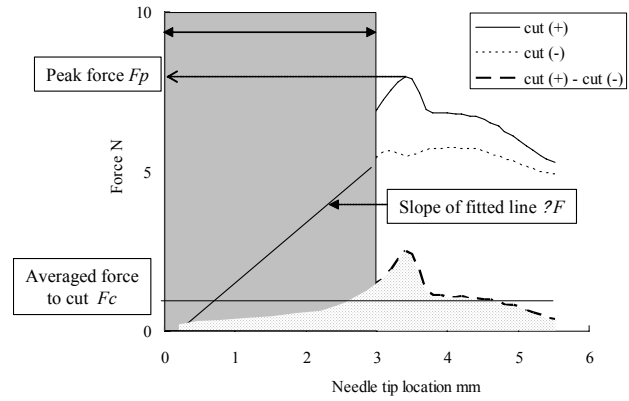 10
cut (+)
cut (-)
cut (+) - cut (-)
Peak force Fp
Force N
5
Slope of fitted line ?F
Averaged force
to cut Fc
0
0 1 2 3 4 5 6
Needle tip location mm